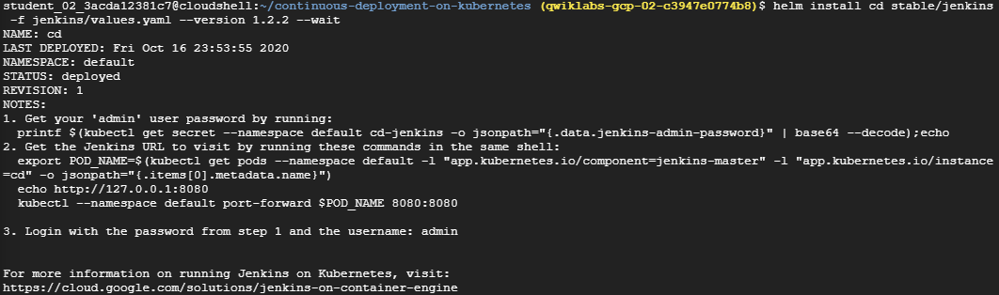 student_02_3acda12381c7@cloudshell:~/continuous-deployment-on-kubernetes (qwiklabs-gcp-02-c3947e0774b8)$ helm install cd stable/jenkins
-f jenkins/values.yaml --version 1.2.2 --wait
NAME: cd
LAST DEPLOYED: Fri Oct 16 23:53:55 2020
NAMESPACE: default
STATUS: deployed
REVISION: 1
NOTES:
1. Get your 'admin' user password by running:
  printf $(kubectl get secret --namespace default cd-jenkins -o jsonpath="{.data.jenkins-admin-password}" | base64 --decode);echo
2. Get the Jenkins URL to visit by running these commands in the same shell:
  export POD_NAME=$(kubectl get pods --namespace default -l "app.kubernetes.io/component=jenkins-master" -l "app.kubernetes.io/instance
=cd" -o jsonpath="{.items[0].metadata.name}")
  echo http://127.0.0.1:8080
  kubectl --namespace default port-forward $POD_NAME 8080:8080

3. Login with the password from step 1 and the username: admin


For more information on running Jenkins on Kubernetes, visit:
https://cloud.google.com/solutions/jenkins-on-container-engine